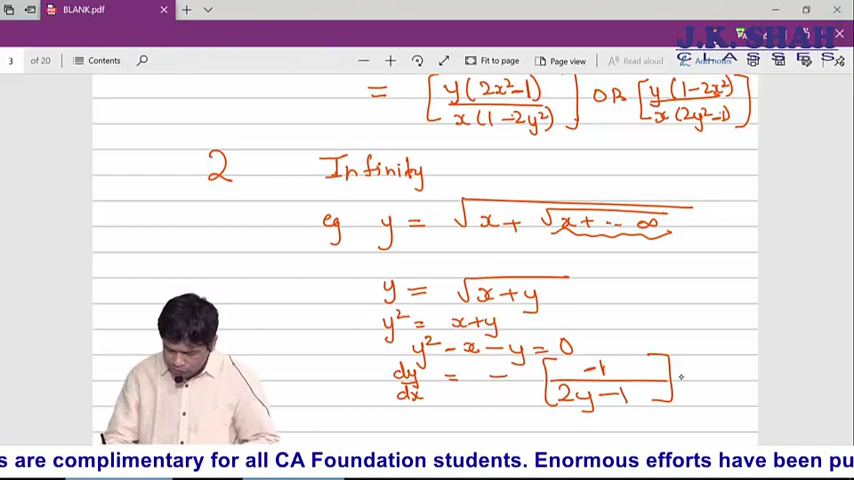 BLANK.pdf
J.K. SHAH
CLASSES
3 of 20 Contents Fit to page Page view Read aloud Add notes
= [y(2x²-1) / x(1-2y²)] OR [y(1-2x²) / x(2y²-1)]
2 Infinity
eg y = √(x + √(x + ... ∞))
y = √(x+y)
y² = x+y
y² - x - y = 0
dy/dx = - [-1 / 2y-1]
s are complimentary for all CA Foundation students. Enormous efforts have been pu